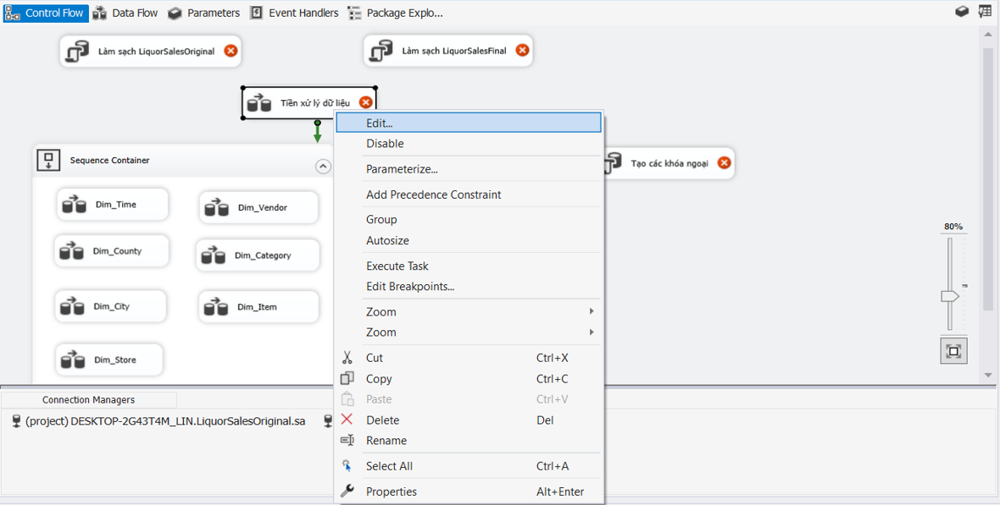 Control Flow Data Flow Parameters Event Handlers Package Explo...
Làm sạch LiquorSalesOriginal
Làm sạch LiquorSalesFinal
Tiền xử lý dữ liệu
Sequence Container
Tạo các khóa ngoại
Dim_Time
Dim_Vendor
Dim_County
Dim_Category
Dim_City
Dim_Item
Dim_Store
80%
Edit...
Disable
Parameterize...
Add Precedence Constraint
Group
Autosize
Execute Task
Edit Breakpoints...
Zoom
Zoom
Cut Ctrl+X
Copy Ctrl+C
Paste Ctrl+V
Delete Del
Rename
Select All Ctrl+A
Properties Alt+Enter
Connection Managers
(project) DESKTOP-2G43T4M_LIN.LiquorSalesOriginal.sa